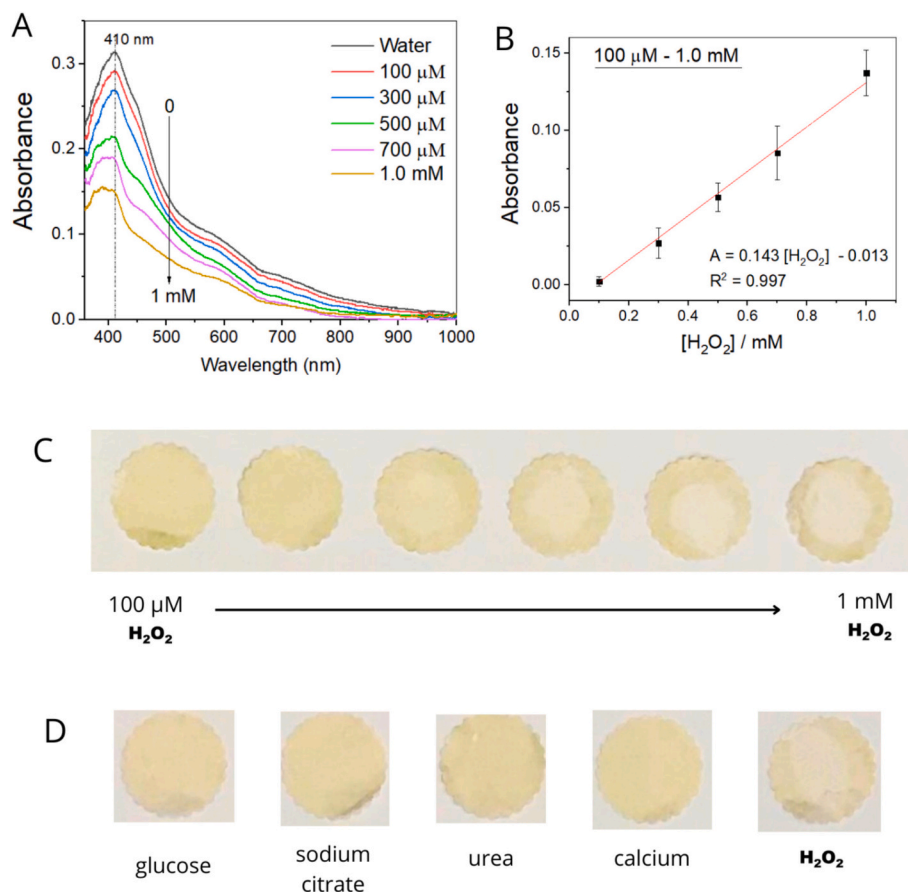 A
410 nm
Water
100 μM
300 μM
500 μM
700 μM
1.0 mM
0
1 mM
0.3
0.2
0.1
0.0
Absorbance
400 500 600 700 800 900 1000
Wavelength (nm)
B
100 μM - 1.0 mM
0.15
0.10
0.05
0.00
Absorbance
A = 0.143 [H₂O₂] - 0.013
R² = 0.997
0.0 0.2 0.4 0.6 0.8 1.0
[H₂O₂] / mM
C
100 μM
H₂O₂
1 mM
H₂O₂
D
glucose
sodium
citrate
urea
calcium
H₂O₂